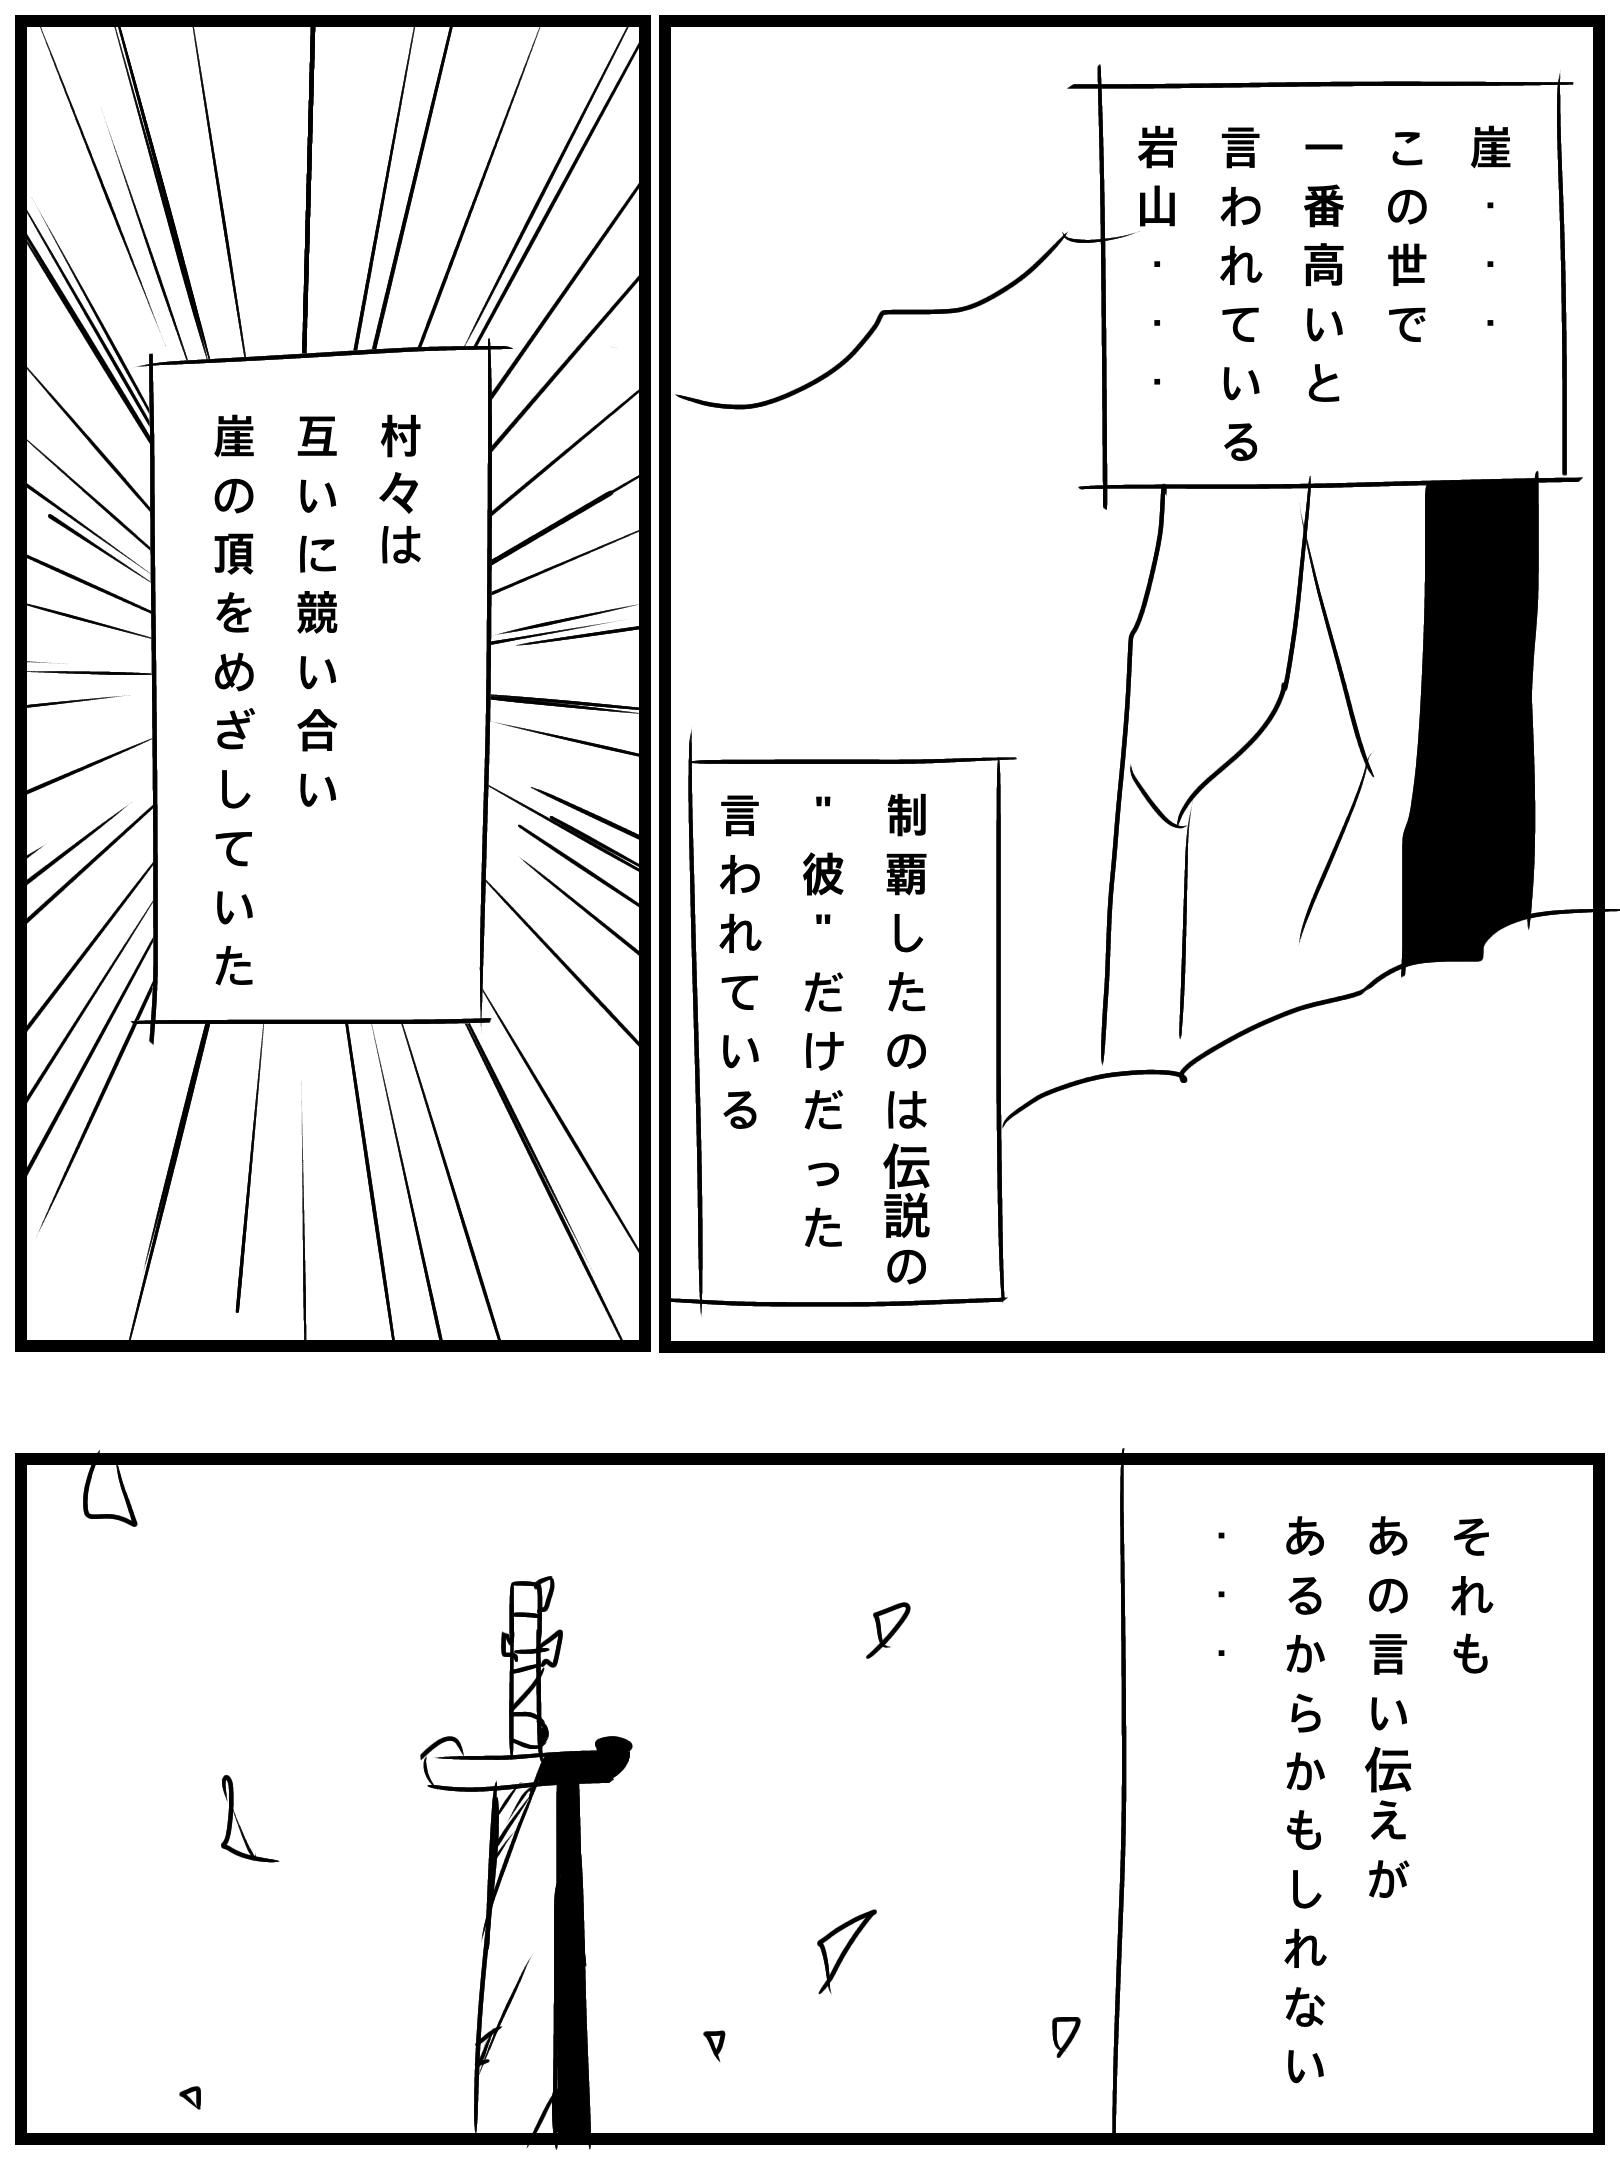 崖···
この世で
一番高いと
言われている
岩山···
制覇したのは伝説の
"彼"だけだった
言われている
村々は
互いに競い合い
崖の頂をめざしていた
それも
あの言い伝えが
あるからかもしれない
···